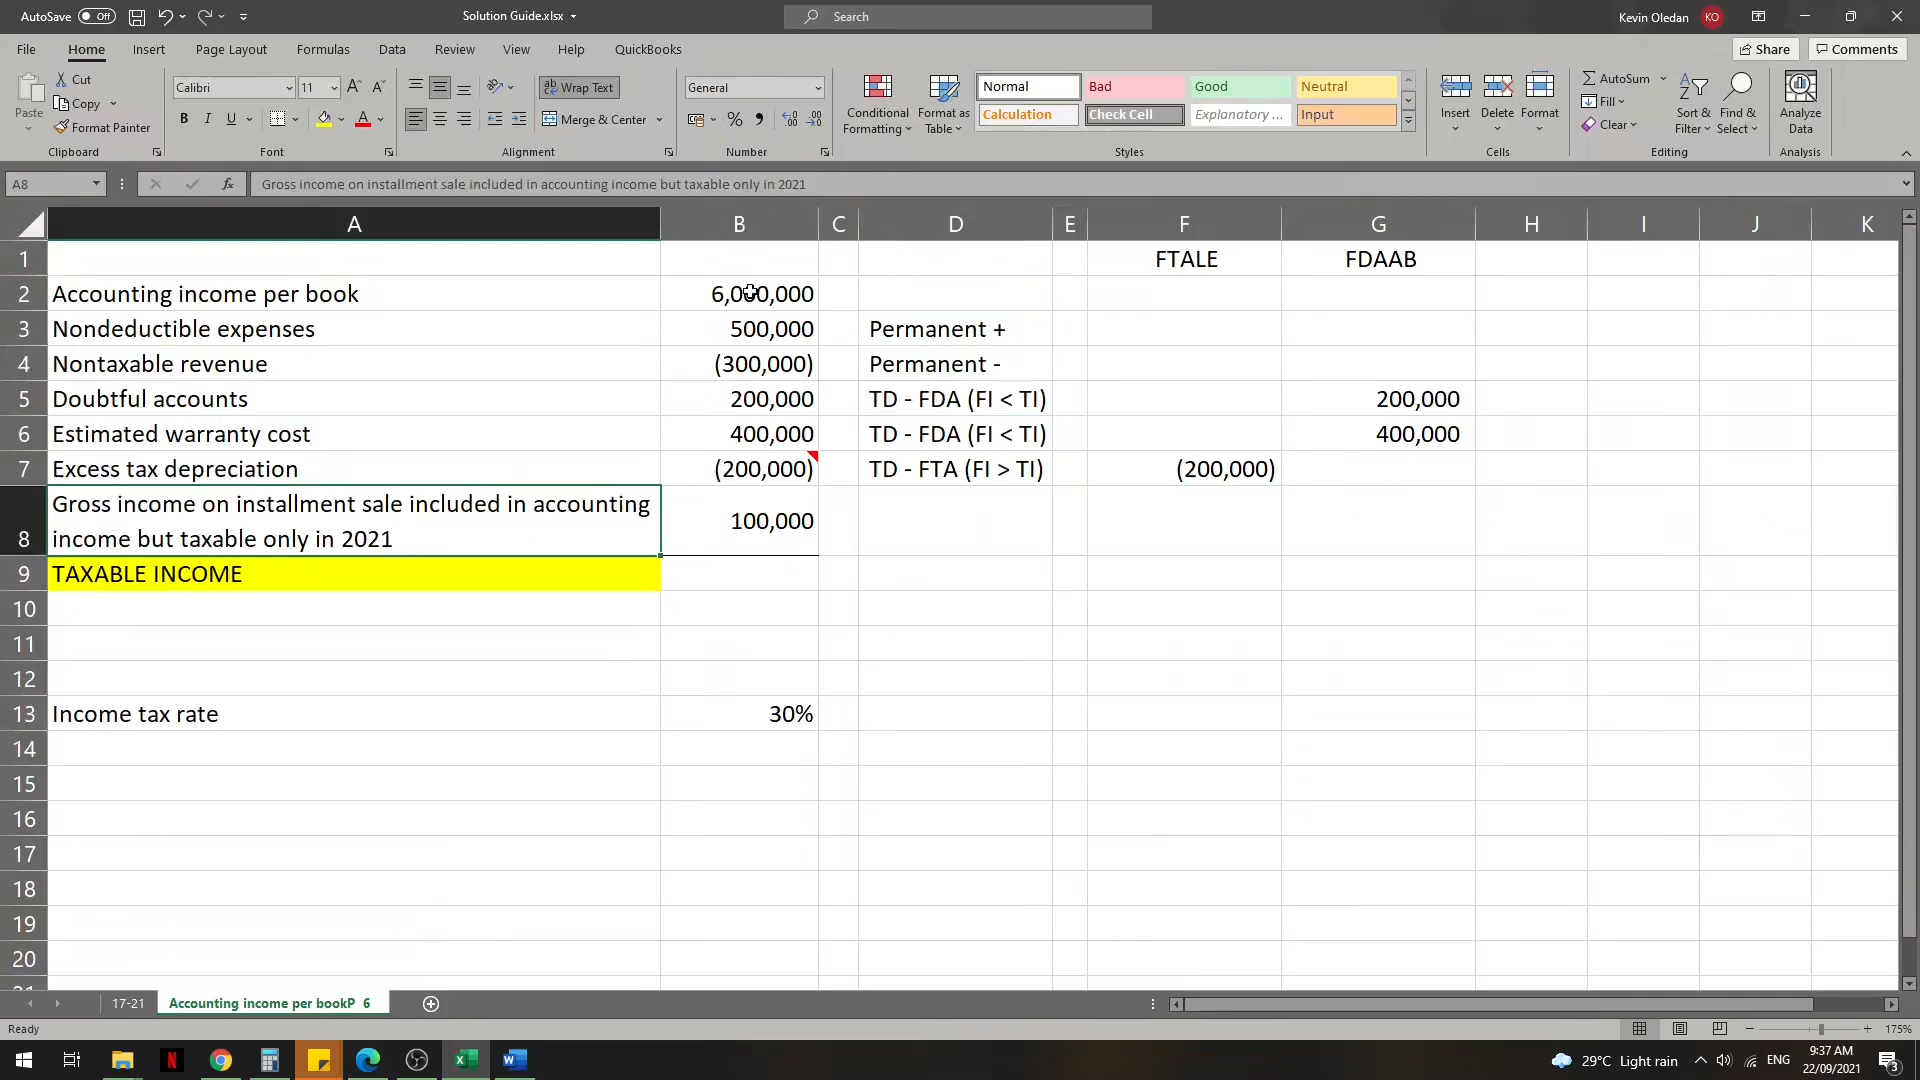 AutoSave Off Solution Guide.xlsx Search Kevin Oledan KO
File Home Insert Page Layout Formulas Data Review View Help QuickBooks Share Comments
Paste Cut Copy Format Painter Clipboard
Calibri 11 B I U A Font
Wrap Text Merge & Center Alignment
General % Number
Conditional Formatting Format as Table
Normal Bad Good Neutral
Calculation Check Cell Explanatory ... Input
Styles
Insert Delete Format
Cells
AutoSum Fill Clear Sort & Filter Find & Select
Editing
Analyze Data
Analysis
A8 fx Gross income on installment sale included in accounting income but taxable only in 2021
A B C D E F G H I J K
1 FTALE FDAAB
2 Accounting income per book 6,000,000
3 Nondeductible expenses 500,000 Permanent +
4 Nontaxable revenue (300,000) Permanent -
5 Doubtful accounts 200,000 TD - FDA (FI < TI) 200,000
6 Estimated warranty cost 400,000 TD - FDA (FI < TI) 400,000
7 Excess tax depreciation (200,000) TD - FTA (FI > TI) (200,000)
Gross income on installment sale included in accounting
8 income but taxable only in 2021 100,000
9 TAXABLE INCOME
10
11
12
13 Income tax rate 30%
14
15
16
17
18
19
20
17-21 Accounting income per bookP 6
Ready 175%
29°C Light rain ENG 9:37 AM
22/09/2021 3